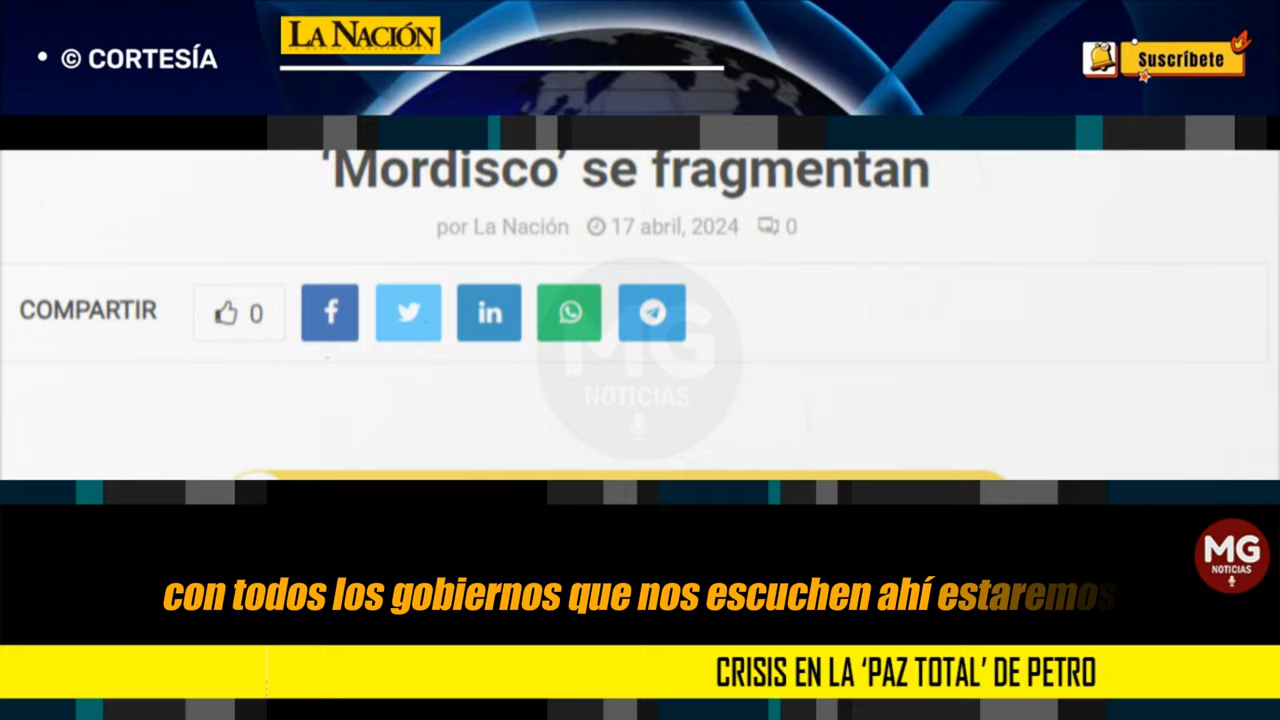 • © CORTESÍA
LA NACIÓN
Suscríbete
‘Mordisco’ se fragmentan
por La Nación 17 abril, 2024 0
COMPARTIR 0
MG
NOTICIAS
con todos los gobiernos que nos escuchen ahí estaremos
MG
NOTICIAS
CRISIS EN LA ‘PAZ TOTAL’ DE PETRO